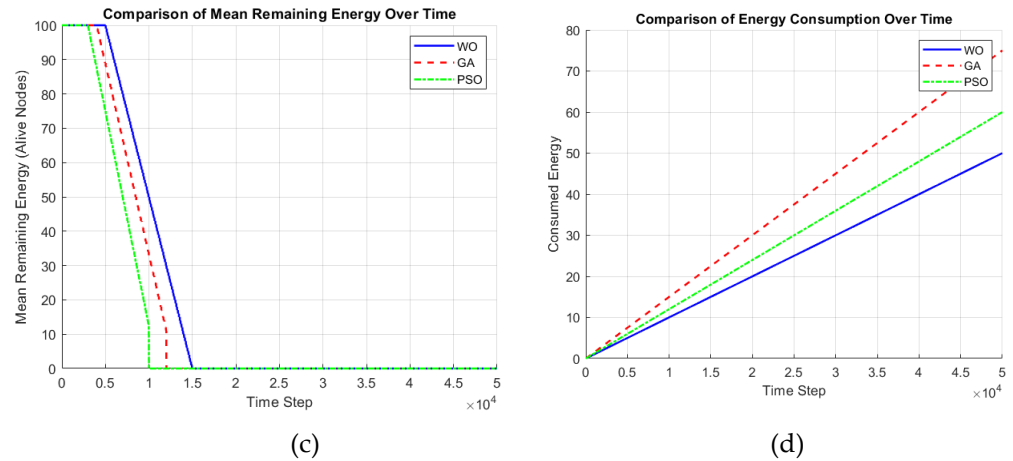 Comparison of Mean Remaining Energy Over Time
Mean Remaining Energy (Alive Nodes)
100
90
80
70
60
50
40
30
20
10
0
WO
GA
PSO
0 0.5 1 1.5 2 2.5 3 3.5 4 4.5 5
Time Step
×10⁴
(c)
Comparison of Energy Consumption Over Time
Consumed Energy
80
70
60
50
40
30
20
10
0
WO
GA
PSO
0 0.5 1 1.5 2 2.5 3 3.5 4 4.5 5
Time Step
×10⁴
(d)